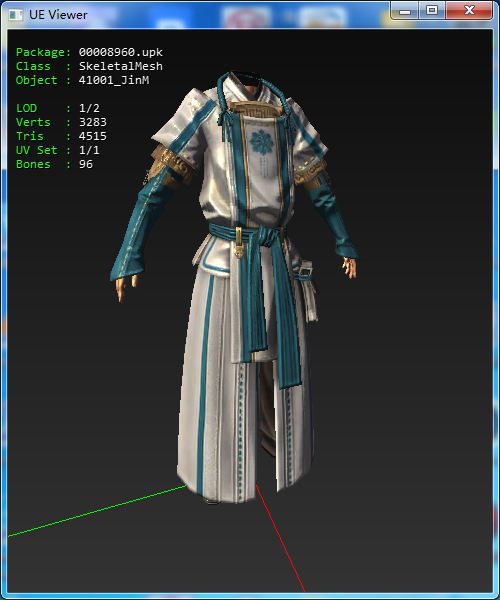 UE Viewer
Package: 00008960.upk
Class : SkeletalMesh
Object : 41001_JinM
LOD : 1/2
Verts : 3283
Tris : 4515
UV Set : 1/1
Bones : 96